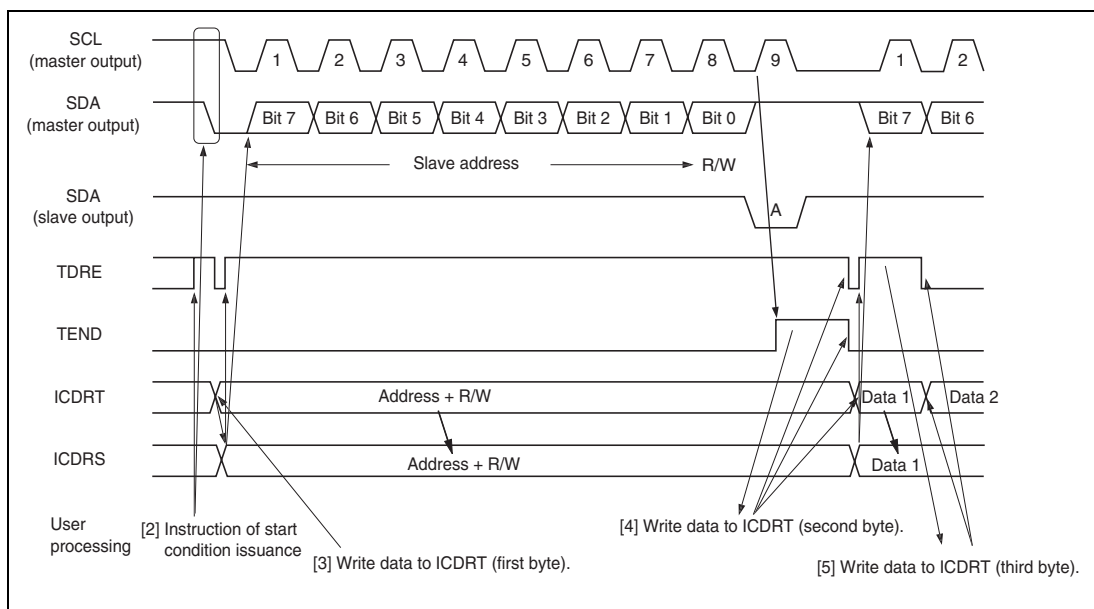 SCL
(master output)
1 2 3 4 5 6 7 8 9 1 2
SDA
(master output)
Bit 7 Bit 6 Bit 5 Bit 4 Bit 3 Bit 2 Bit 1 Bit 0 Bit 7 Bit 6
Slave address R/W
SDA
(slave output)
A
TDRE
TEND
ICDRT
Address + R/W Data 1 Data 2
ICDRS
Address + R/W Data 1
User
processing
[2] Instruction of start
condition issuance
[3] Write data to ICDRT (first byte).
[4] Write data to ICDRT (second byte).
[5] Write data to ICDRT (third byte).